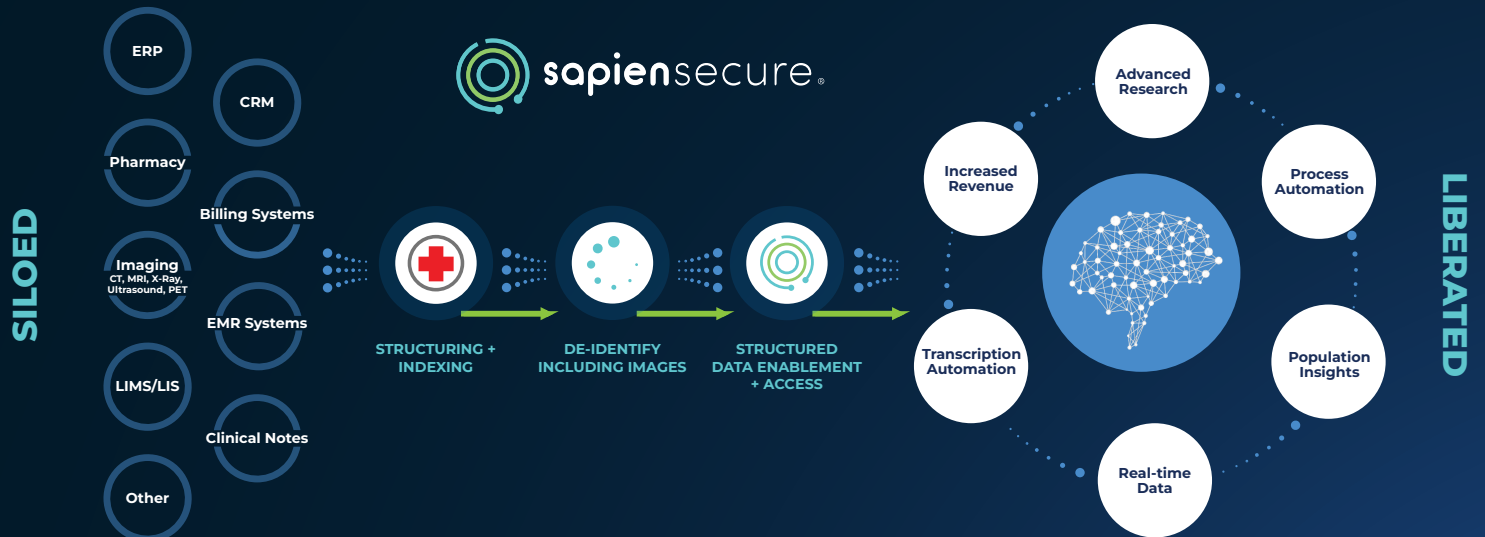 SILOED
ERP
CRM
Pharmacy
Billing Systems
Imaging
CT, MRI, X-Ray,
Ultrasound, PET
EMR Systems
LIMS/LIS
Clinical Notes
Other
sapiensecure®
STRUCTURING +
INDEXING
DE-IDENTIFY
INCLUDING IMAGES
STRUCTURED
DATA ENABLEMENT
+ ACCESS
Advanced
Research
Increased
Revenue
Process
Automation
Transcription
Automation
Population
Insights
Real-time
Data
LIBERATED